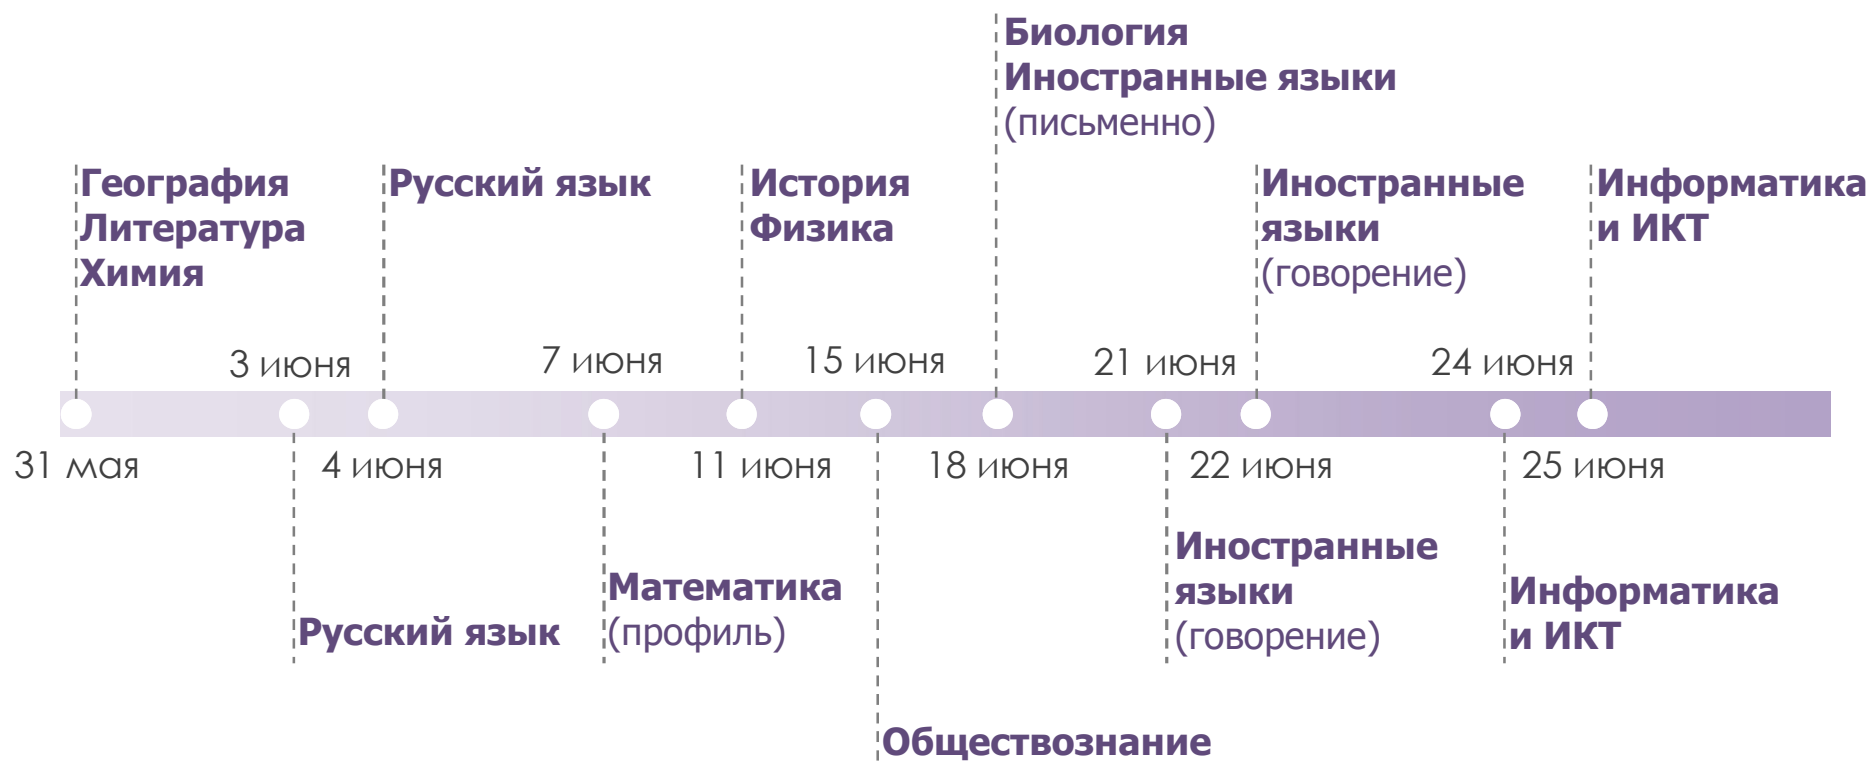 Биология
Иностранные языки
(письменно)
География
Литература
Химия
Русский язык
История
Физика
Иностранные
языки
(говорение)
Информатика
и ИКТ
3 июня
7 июня
15 июня
21 июня
24 июня
31 мая
4 июня
11 июня
18 июня
22 июня
25 июня
Русский язык
Математика
(профиль)
Иностранные
языки
(говорение)
Информатика
и ИКТ
Обществознание